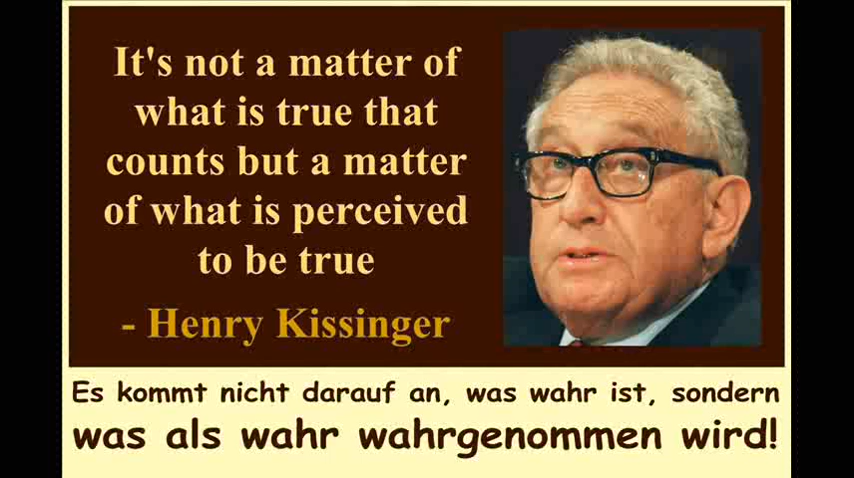 It's not a matter of
what is true that
counts but a matter
of what is perceived
to be true
- Henry Kissinger
Es kommt nicht darauf an, was wahr ist, sondern
was als wahr wahrgenommen wird!